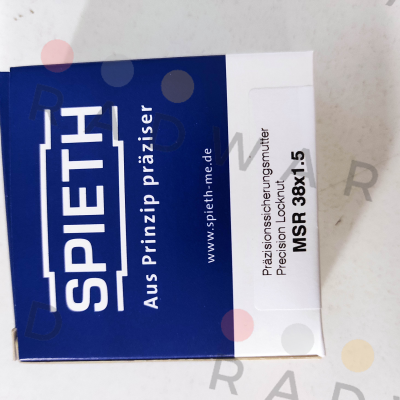 SPIETH
Aus Prinzip präziser
www.spieth-me.de
Präzisionssicherungsmutter
Precision Locknut
MSR 38x1.5